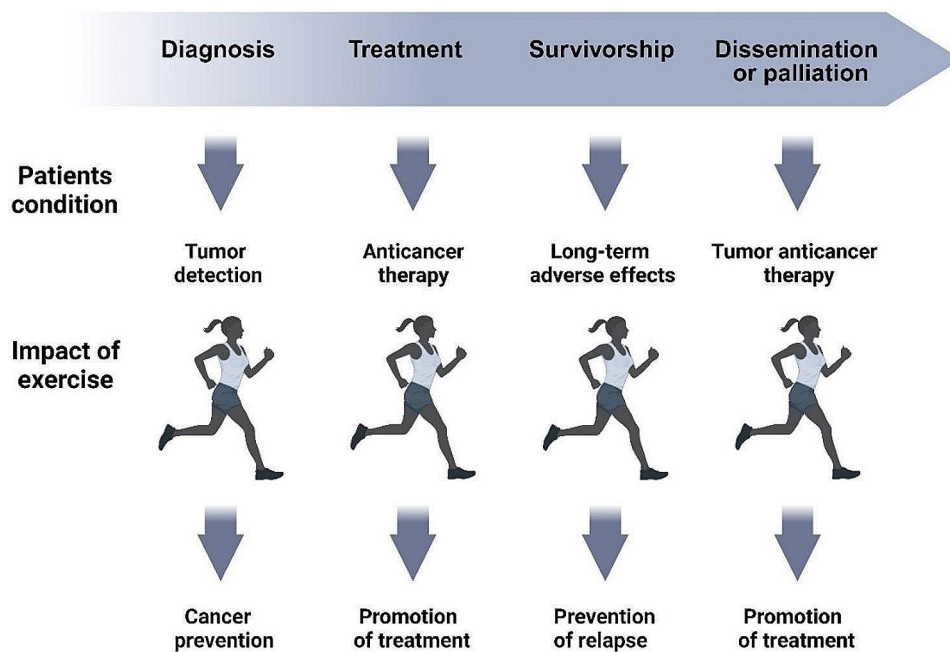 Diagnosis
Treatment
Survivorship
Dissemination
or palliation
Patients
condition
Tumor
detection
Anticancer
therapy
Long-term
adverse effects
Tumor anticancer
therapy
Impact of
exercise
Cancer
prevention
Promotion
of treatment
Prevention
of relapse
Promotion
of treatment